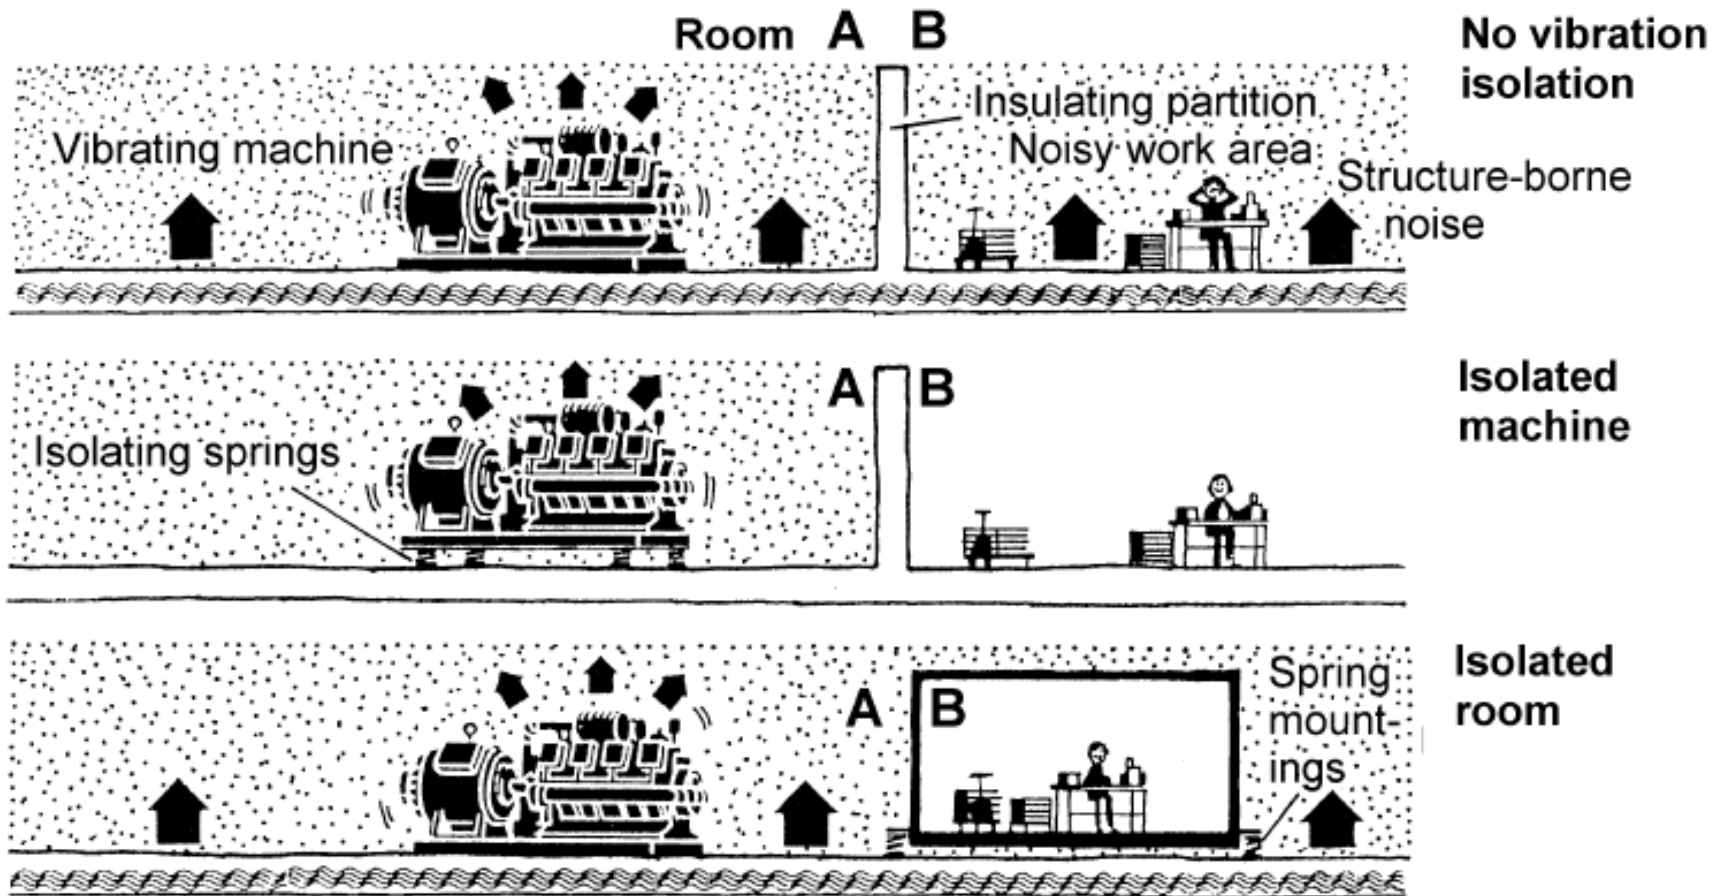 Room A B
No vibration
isolation
Vibrating machine
Insulating partition
Noisy work area
Structure-borne
noise
A B
Isolated
machine
Isolating springs
A B
Isolated
room
Spring
mount-
ings